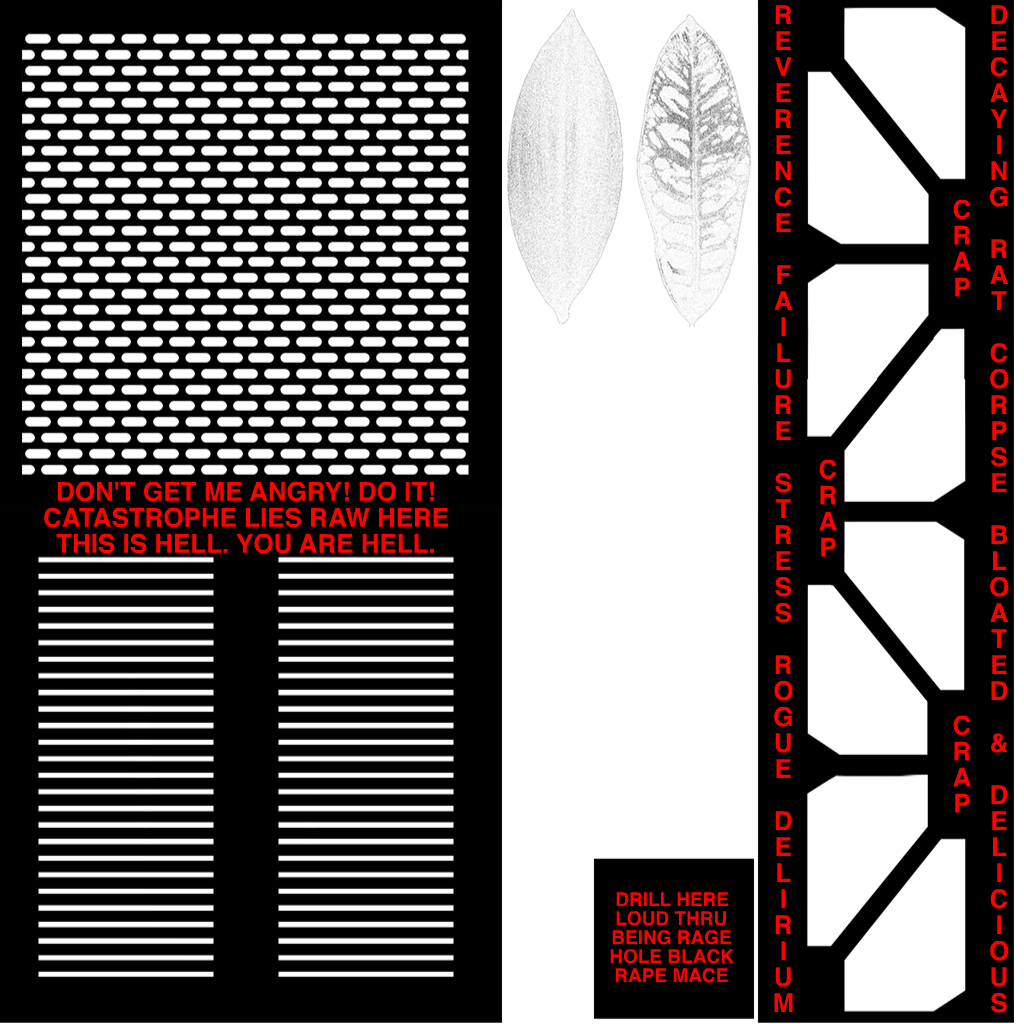 DON'T GET ME ANGRY! DO IT!
CATASTROPHE LIES RAW HERE
THIS IS HELL. YOU ARE HELL.
DRILL HERE
LOUD THRU
BEING RAGE
HOLE BLACK
RAPE MACE
REVERENCE FAILURE STRESS ROGUE DELIRIUM
CRAP
CRAP
CRAP
DECAYING RAT CORPSE BLOATED & DELICIOUS